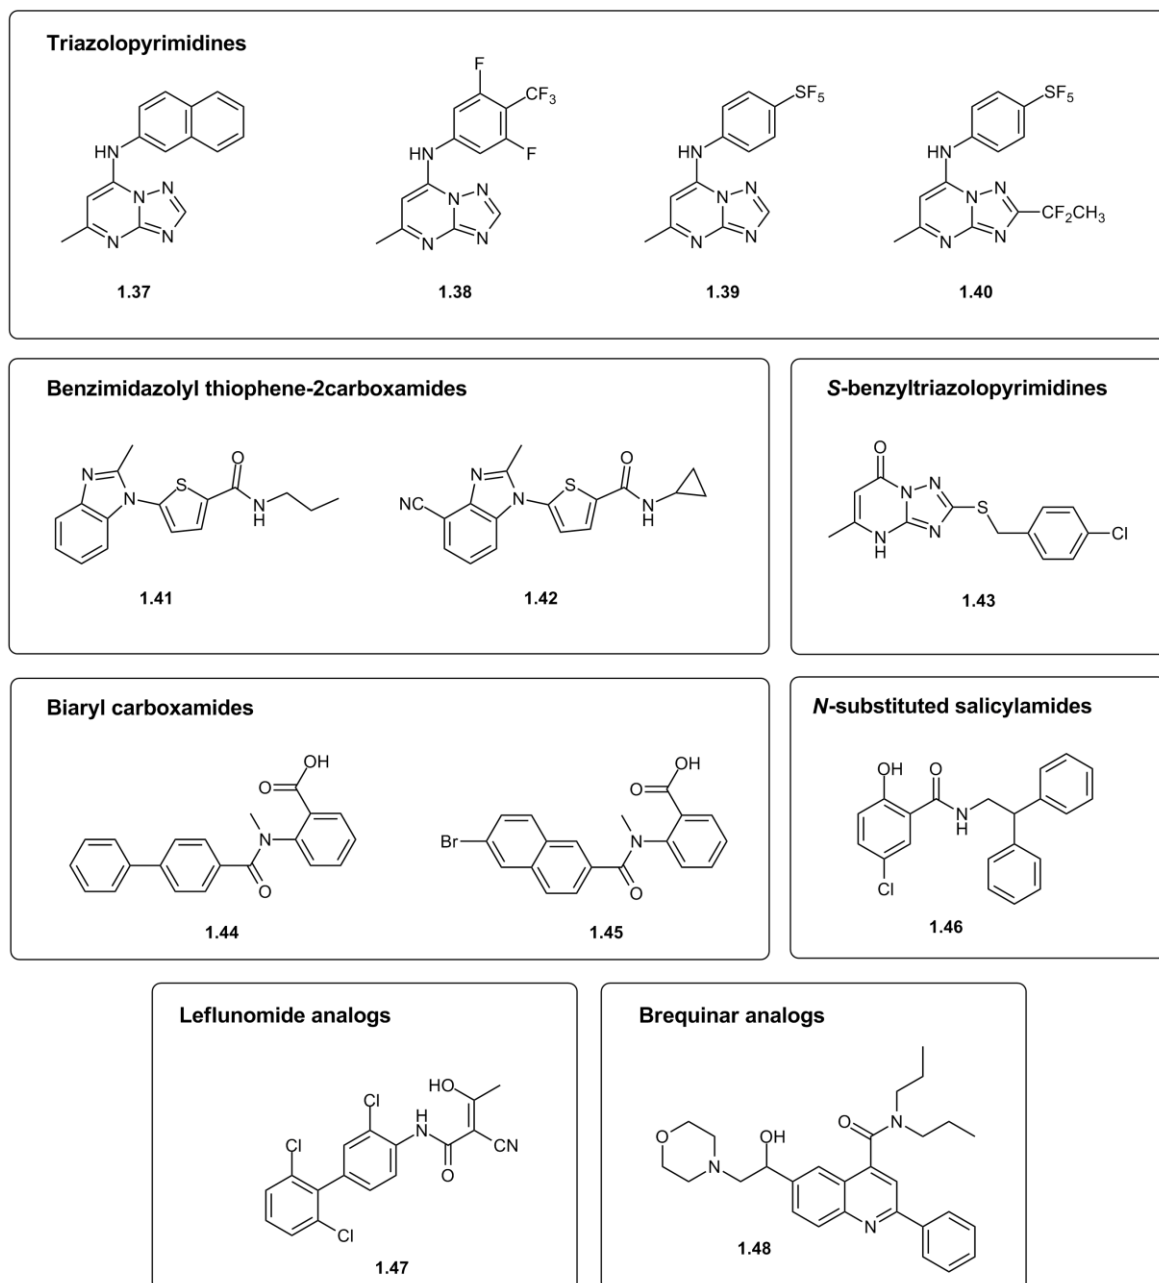 Triazolopyrimidines
F
CF3
F
HN
N
N
N
N
1.37
HN
N
N
N
N
1.38
SF5
HN
N
N
N
N
1.39
SF5
HN
N
N
N
N
CF2CH3
1.40
Benzimidazolyl thiophene-2carboxamides
N
N
S
O
N
H
1.41
NC
N
N
S
O
N
H
1.42
S-benzyltriazolopyrimidines
O
N
N
N
N
H
S
Cl
1.43
Biaryl carboxamides
O
OH
N
O
1.44
O
OH
Br
N
O
1.45
N-substituted salicylamides
OH
O
N
H
Cl
1.46
Leflunomide analogs
HO
Cl
H
N
Cl
O
CN
Cl
1.47
Brequinar analogs
O
N
O
OH
N
N
1.48